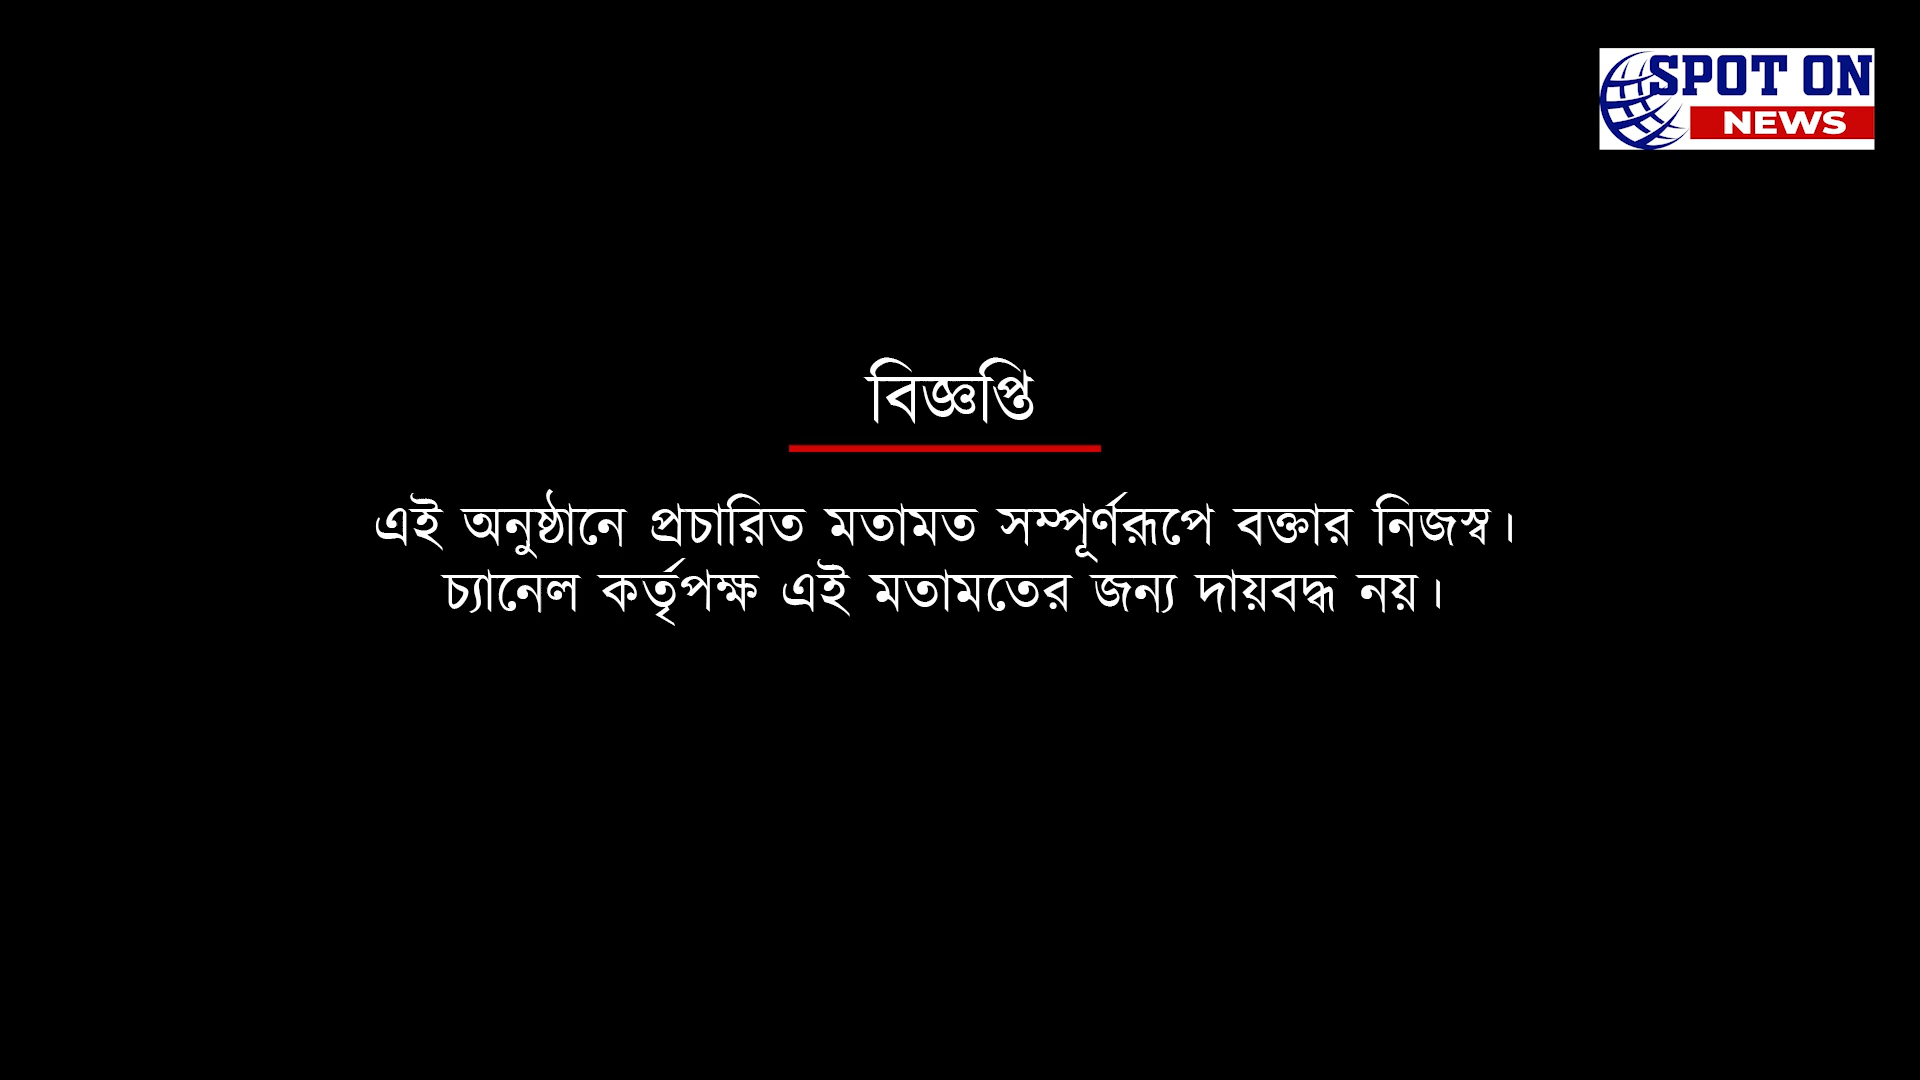 SPOT ON
NEWS
বিজ্ঞপ্তি
এই অনুষ্ঠানে প্রচারিত মতামত সম্পূর্ণরূপে বক্তার নিজস্ব।
চ্যানেল কর্তৃপক্ষ এই মতামতের জন্য দায়বদ্ধ নয়।